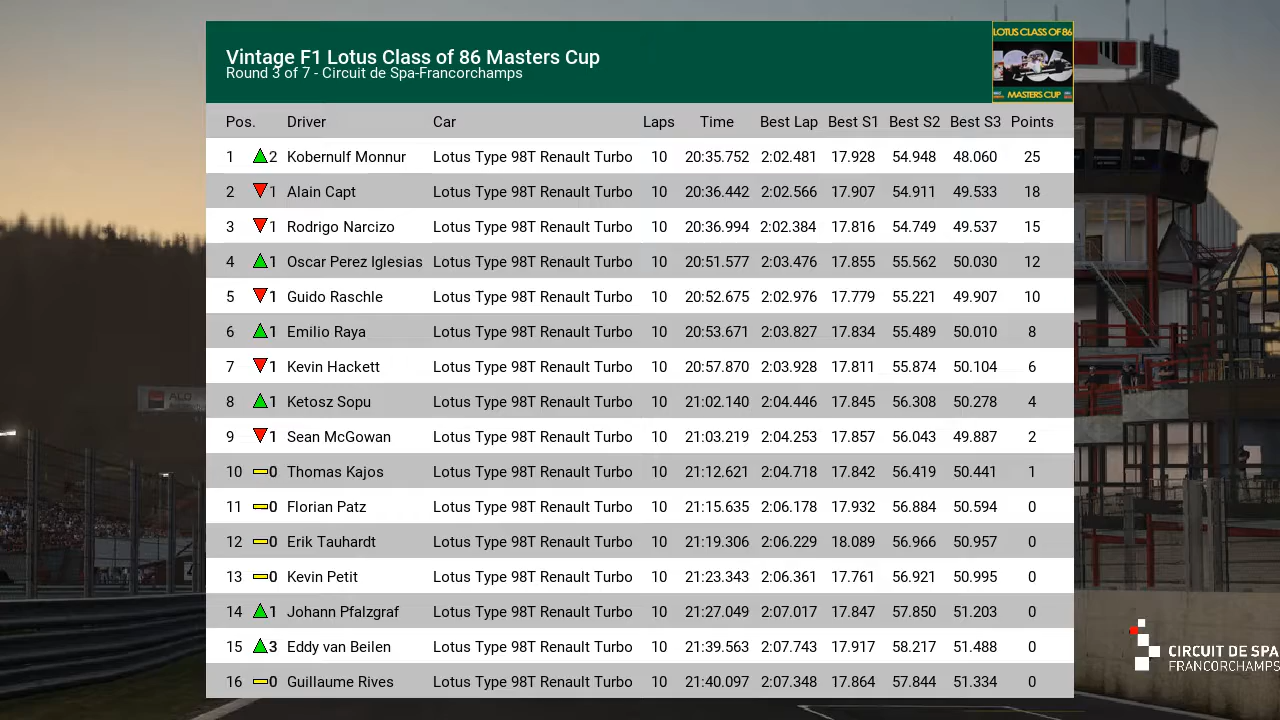 Vintage F1 Lotus Class of 86 Masters Cup
Round 3 of 7 - Circuit de Spa-Francorchamps
LOTUS CLASS OF 86
MASTERS CUP
Pos. Driver Car Laps Time Best Lap Best S1 Best S2 Best S3 Points
1 2 Kobernulf Monnur Lotus Type 98T Renault Turbo 10 20:35.752 2:02.481 17.928 54.948 48.060 25
2 1 Alain Capt Lotus Type 98T Renault Turbo 10 20:36.442 2:02.566 17.907 54.911 49.533 18
3 1 Rodrigo Narcizo Lotus Type 98T Renault Turbo 10 20:36.994 2:02.384 17.816 54.749 49.537 15
4 1 Oscar Perez Iglesias Lotus Type 98T Renault Turbo 10 20:51.577 2:03.476 17.855 55.562 50.030 12
5 1 Guido Raschle Lotus Type 98T Renault Turbo 10 20:52.675 2:02.976 17.779 55.221 49.907 10
6 1 Emilio Raya Lotus Type 98T Renault Turbo 10 20:53.671 2:03.827 17.834 55.489 50.010 8
7 1 Kevin Hackett Lotus Type 98T Renault Turbo 10 20:57.870 2:03.928 17.811 55.874 50.104 6
8 1 Ketosz Sopu Lotus Type 98T Renault Turbo 10 21:02.140 2:04.446 17.845 56.308 50.278 4
9 1 Sean McGowan Lotus Type 98T Renault Turbo 10 21:03.219 2:04.253 17.857 56.043 49.887 2
10 0 Thomas Kajos Lotus Type 98T Renault Turbo 10 21:12.621 2:04.718 17.842 56.419 50.441 1
11 0 Florian Patz Lotus Type 98T Renault Turbo 10 21:15.635 2:06.178 17.932 56.884 50.594 0
12 0 Erik Tauhardt Lotus Type 98T Renault Turbo 10 21:19.306 2:06.229 18.089 56.966 50.957 0
13 0 Kevin Petit Lotus Type 98T Renault Turbo 10 21:23.343 2:06.361 17.761 56.921 50.995 0
14 1 Johann Pfalzgraf Lotus Type 98T Renault Turbo 10 21:27.049 2:07.017 17.847 57.850 51.203 0
15 3 Eddy van Beilen Lotus Type 98T Renault Turbo 10 21:39.563 2:07.743 17.917 58.217 51.488 0
16 0 Guillaume Rives Lotus Type 98T Renault Turbo 10 21:40.097 2:07.348 17.864 57.844 51.334 0
CIRCUIT DE SPA
FRANCORCHAMPS